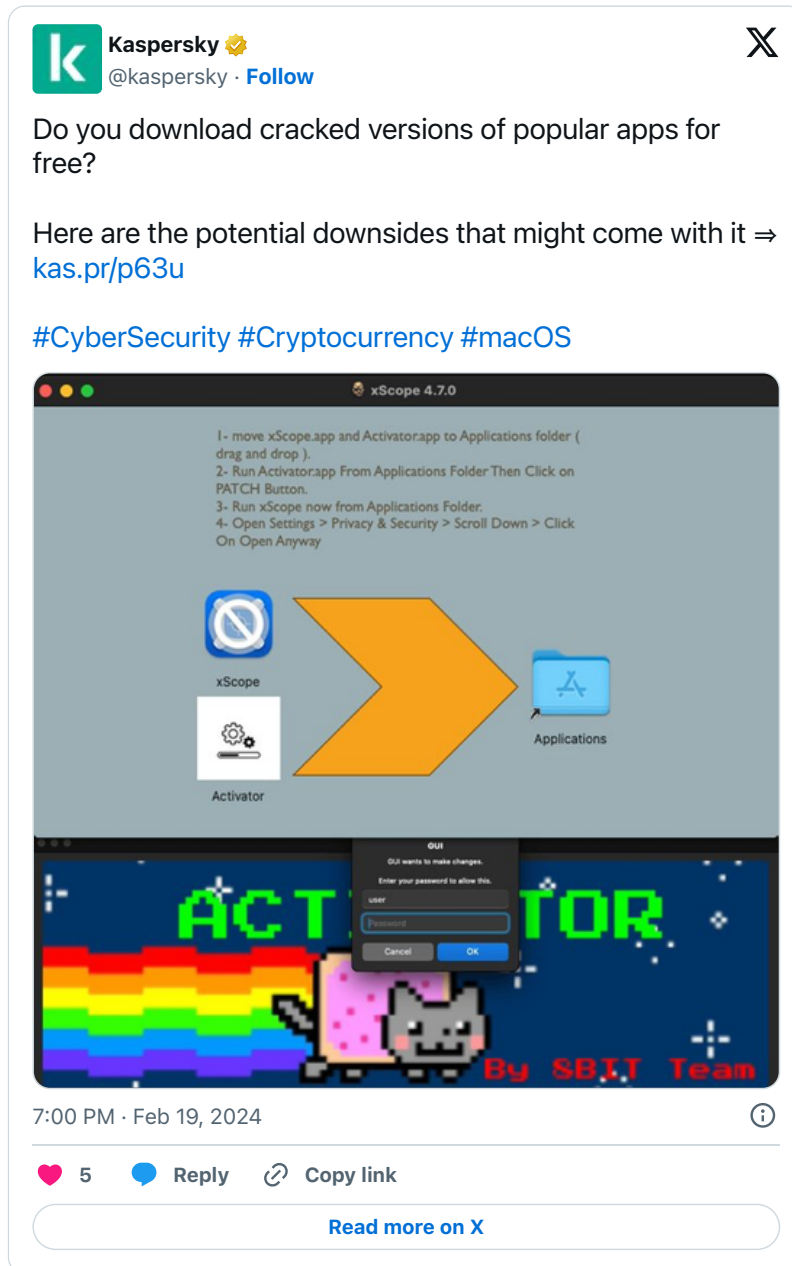 Kaspersky
@kaspersky · Follow
Do you download cracked versions of popular apps for
free?
Here are the potential downsides that might come with it ⇒
kas.pr/p63u
#CyberSecurity #Cryptocurrency #macOS
xScope 4.7.0
1- move xScope.app and Activator.app to Applications folder (
drag and drop ).
2- Run Activator.app From Applications Folder Then Click on
PATCH Button.
3- Run xScope now from Applications Folder.
4- Open Settings > Privacy & Security > Scroll Down > Click
On Open Anyway
xScope
Applications
Activator
GUI
GUI wants to make changes.
Enter your password to allow this.
user
Password
Cancel OK
ACT TOR
By 8BIT Team
7:00 PM · Feb 19, 2024
5 Reply Copy link
Read more on X